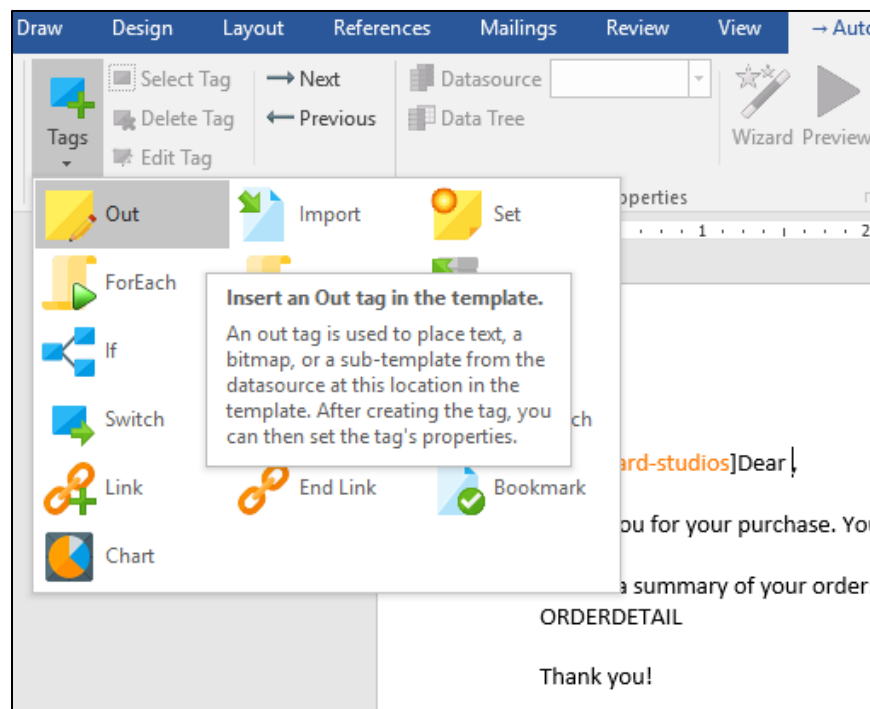 Draw Design Layout References Mailings Review View → Auto
Tags
Select Tag
Delete Tag
Edit Tag
Next
Previous
Datasource
Data Tree
Wizard Preview
Out Import Set
ForEach
If
Switch
Link End Link Bookmark
Chart
Insert an Out tag in the template.
An out tag is used to place text, a
bitmap, or a sub-template from the
datasource at this location in the
template. After creating the tag, you
can then set the tag's properties.
ch
operties
1 2
ard-studios]Dear ,
ou for your purchase. You
a summary of your orders
ORDERDETAIL
Thank you!